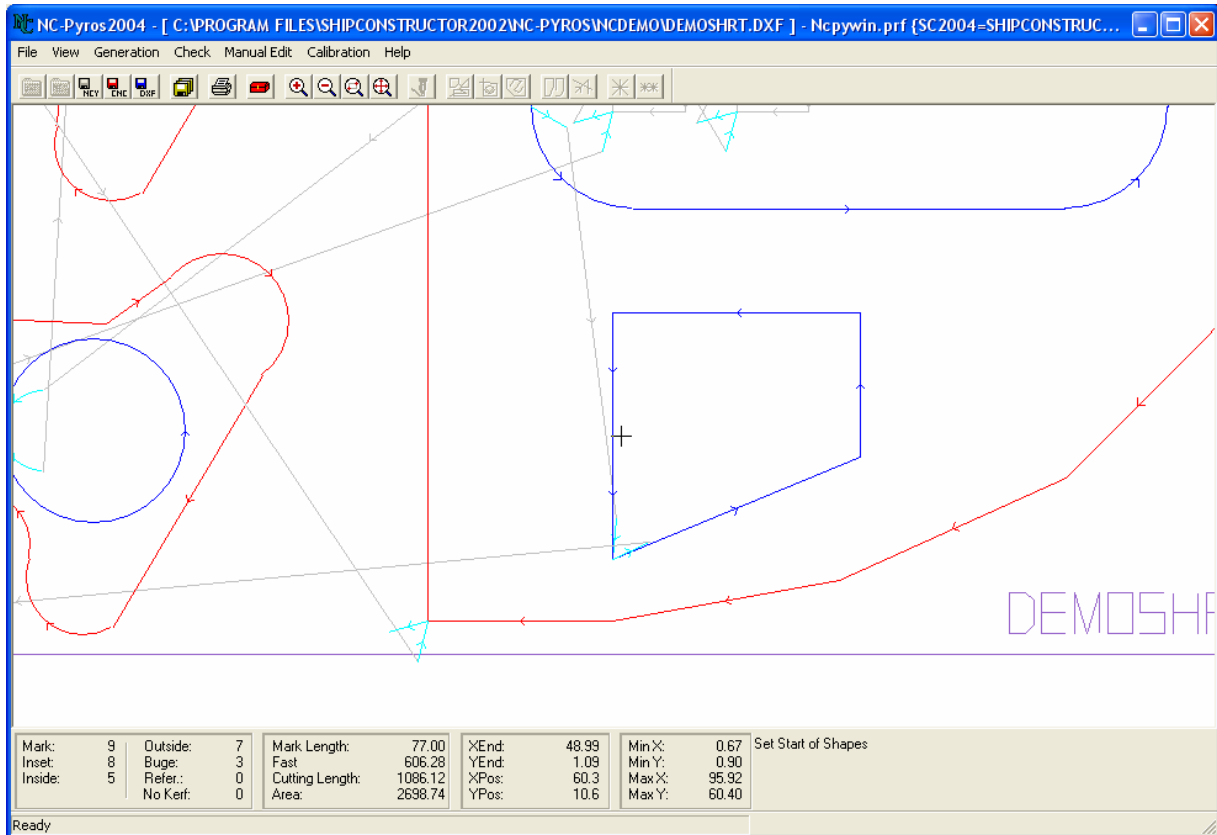 NC-Pyros2004 - [ C:\PROGRAM FILES\SHIPCONSTRUCTOR2002\NC-PYROS\NCDEMO\DEMOSHRT.DXF ] - Ncpywin.prf {SC2004=SHIPCONSTRUC...
File View Generation Check Manual Edit Calibration Help
NCY ENC DXF
DEMOSHR
Mark: 9 Outside: 7 Mark Length: 77.00 XEnd: 48.99 Min X: 0.67 Set Start of Shapes
Inset: 8 Buge: 3 Fast 606.28 YEnd: 1.09 Min Y: 0.90
Inside: 5 Refer.: 0 Cutting Length: 1086.12 XPos: 60.3 Max X: 95.92
No Kerf: 0 Area: 2698.74 YPos: 10.6 Max Y: 60.40
Ready